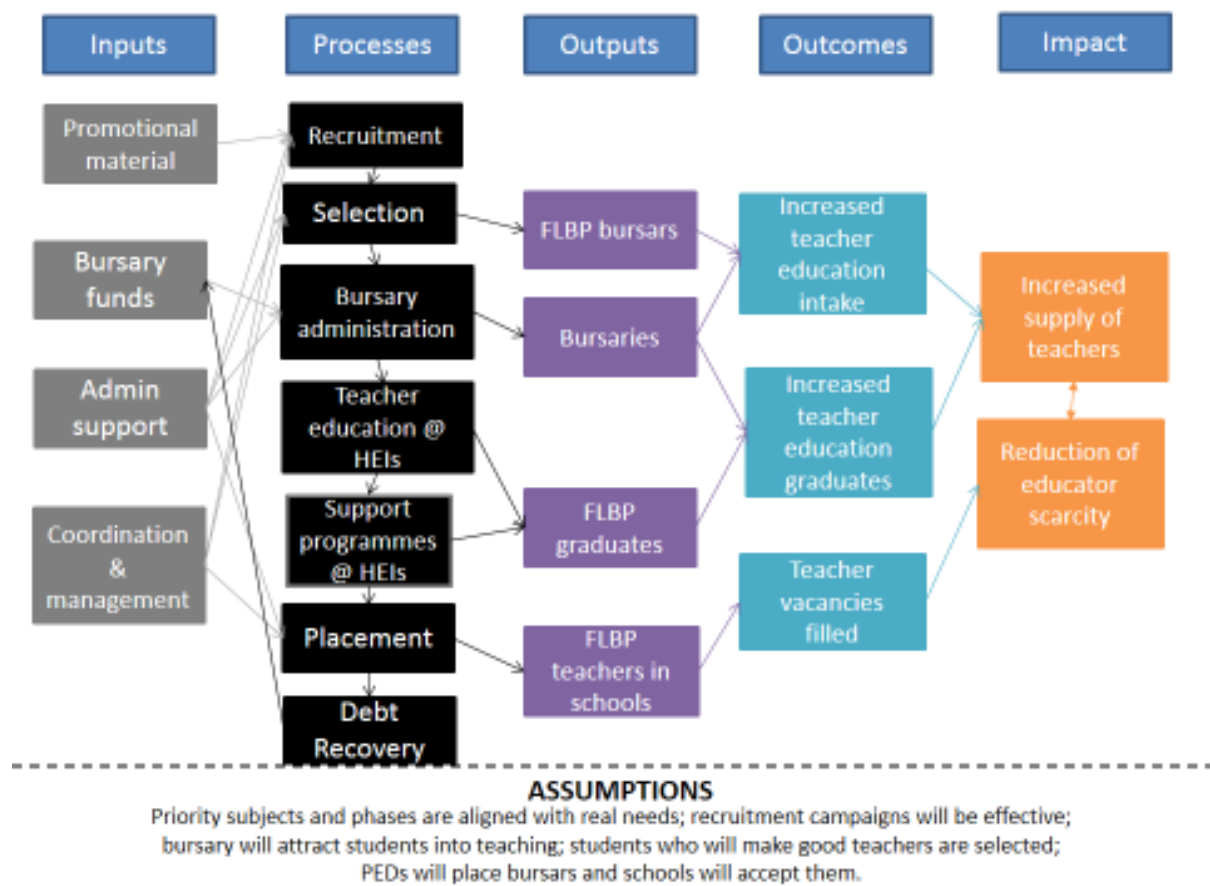 Inputs
Processes
Outputs
Outcomes
Impact
Promotional
material
Bursary
funds
Admin
support
Coordination
&
management
Recruitment
Selection
Bursary
administration
Teacher
education @
HEIs
Support
programmes
@ HEIs
Placement
Debt
Recovery
FLBP bursars
Bursaries
FLBP
graduates
FLBP
teachers in
schools
Increased
teacher
education
intake
Increased
teacher
education
graduates
Teacher
vacancies
filled
Increased
supply of
teachers
Reduction of
educator
scarcity
ASSUMPTIONS
Priority subjects and phases are aligned with real needs; recruitment campaigns will be effective;
bursary will attract students into teaching; students who will make good teachers are selected;
PEDs will place bursars and schools will accept them.